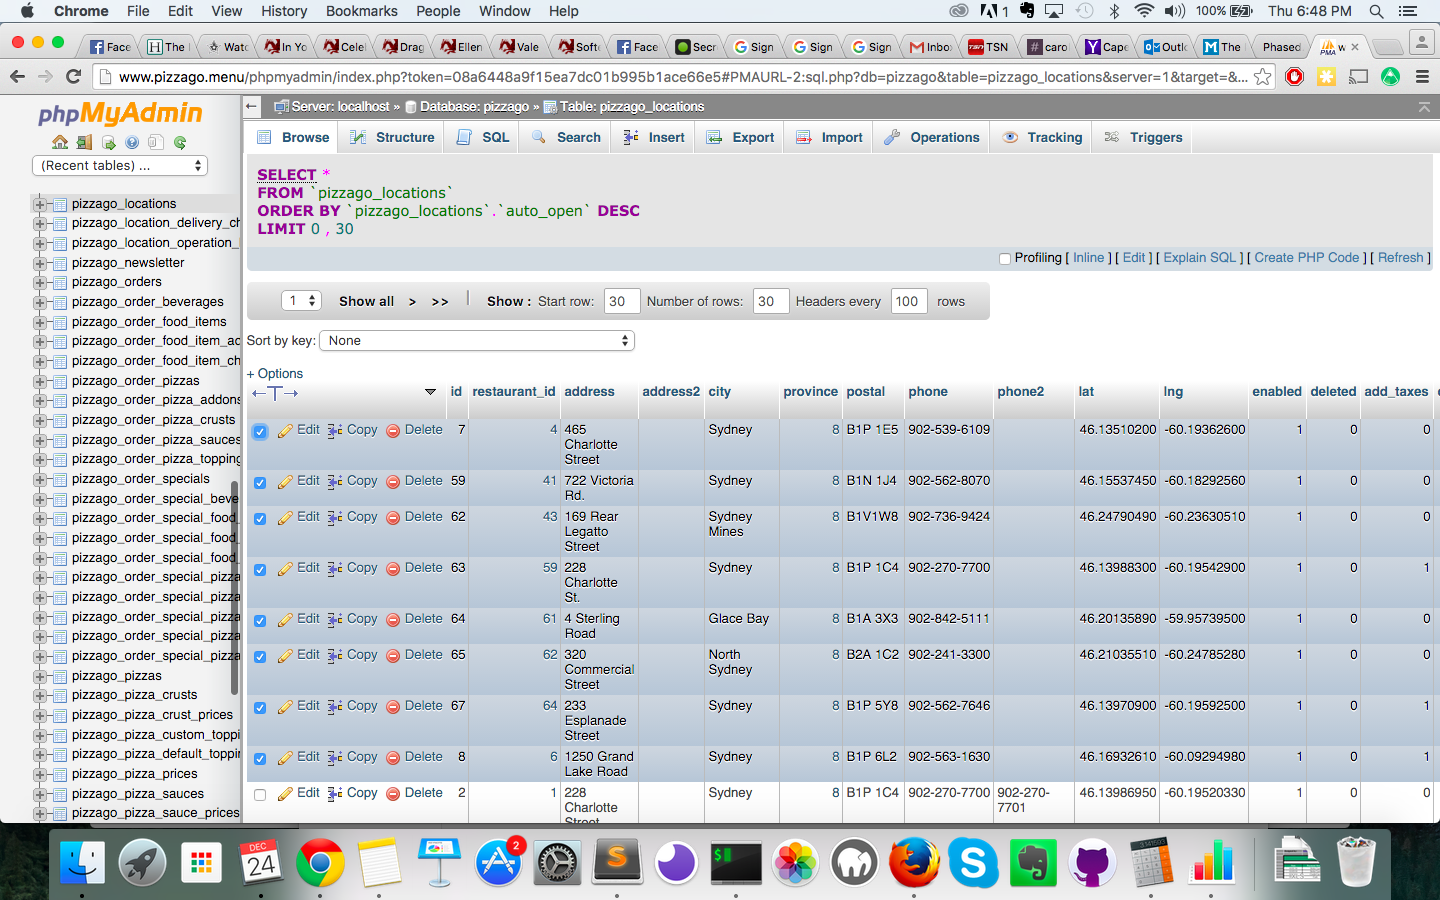 Chrome File Edit View History Bookmarks People Window Help 1 100% Thu 6:48 PM
Face The I Wato In Yo Celel Drag Ellen Vale Softw Face Secr Sign Sign Sign Inbo TSN caro Cape Outlo The Phased w
www.pizzago.menu/phpmyadmin/index.php?token=08a6448a9f15ea7dc01b995b1ace66e5#PMAURL-2:sql.php?db=pizzago&table=pizzago_locations&server=1&target=&...
phpMyAdmin
(Recent tables) ...
pizzago_locations
pizzago_location_delivery_ch
pizzago_location_operation_
pizzago_newsletter
pizzago_orders
pizzago_order_beverages
pizzago_order_food_items
pizzago_order_food_item_ac
pizzago_order_food_item_ch
pizzago_order_pizzas
pizzago_order_pizza_addons
pizzago_order_pizza_crusts
pizzago_order_pizza_sauces
pizzago_order_pizza_topping
pizzago_order_specials
pizzago_order_special_beve
pizzago_order_special_food_
pizzago_order_special_food_
pizzago_order_special_food_
pizzago_order_special_pizza
pizzago_order_special_pizza
pizzago_order_special_pizza
pizzago_order_special_pizza
pizzago_order_special_pizza
pizzago_pizzas
pizzago_pizza_crusts
pizzago_pizza_crust_prices
pizzago_pizza_custom_toppi
pizzago_pizza_default_toppin
pizzago_pizza_prices
pizzago_pizza_sauces
pizzago_pizza_sauce_prices
Server: localhost » Database: pizzago » Table: pizzago_locations
Browse Structure SQL Search Insert Export Import Operations Tracking Triggers
SELECT *
FROM `pizzago_locations`
ORDER BY `pizzago_locations`.`auto_open` DESC
LIMIT 0 , 30
Profiling [ Inline ] [ Edit ] [ Explain SQL ] [ Create PHP Code ] [ Refresh ]
1 Show all > >> Show : Start row: 30 Number of rows: 30 Headers every 100 rows
Sort by key: None
+ Options
id restaurant_id address address2 city province postal phone phone2 lat lng enabled deleted add_taxes
Edit Copy Delete 7 4 465 Sydney 8 B1P 1E5 902-539-6109 46.13510200 -60.19362600 1 0 0
Charlotte
Street
Edit Copy Delete 59 41 722 Victoria Sydney 8 B1N 1J4 902-562-8070 46.15537450 -60.18292560 1 0 0
Rd.
Edit Copy Delete 62 43 169 Rear Sydney 8 B1V1W8 902-736-9424 46.24790490 -60.23630510 1 0 0
Legatto Mines
Street
Edit Copy Delete 63 59 228 Sydney 8 B1P 1C4 902-270-7700 46.13988300 -60.19542900 1 0 1
Charlotte
St.
Edit Copy Delete 64 61 4 Sterling Glace Bay 8 B1A 3X3 902-842-5111 46.20135890 -59.95739500 1 0 0
Road
Edit Copy Delete 65 62 320 North 8 B2A 1C2 902-241-3300 46.21035510 -60.24785280 1 0 0
Commercial Sydney
Street
Edit Copy Delete 67 64 233 Sydney 8 B1P 5Y8 902-562-7646 46.13970900 -60.19592500 1 0 1
Esplanade
Street
Edit Copy Delete 8 6 1250 Grand Sydney 8 B1P 6L2 902-563-1630 46.16932610 -60.09294980 1 0 1
Lake Road
Edit Copy Delete 2 1 228 Sydney 8 B1P 1C4 902-270-7700 902-270- 46.13986950 -60.19520330 1 0 0
Charlotte 7701
Street
DEC
24
2